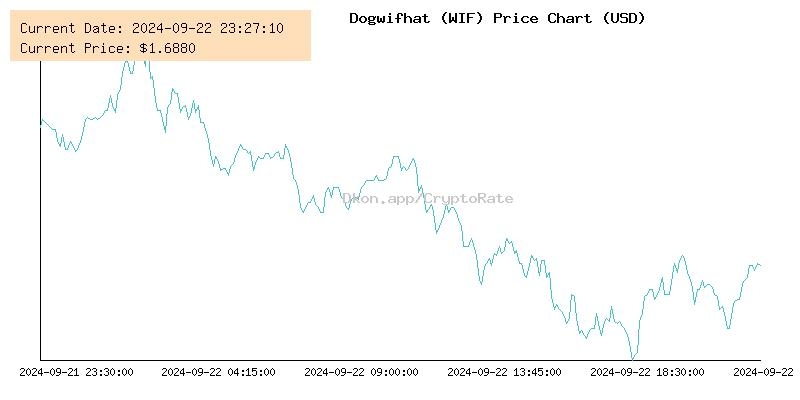 Dogwifhat (WIF) Price Chart (USD)
Current Date: 2024-09-22 23:27:10
Current Price: $1.6880
Dkon.app/CryptoRate
2024-09-21 23:30:00 2024-09-22 04:15:00 2024-09-22 09:00:00 2024-09-22 13:45:00 2024-09-22 18:30:00 2024-09-22